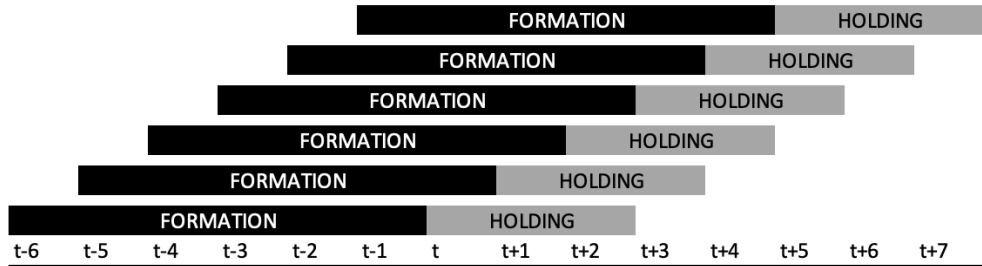 FORMATION HOLDING
FORMATION HOLDING
FORMATION HOLDING
FORMATION HOLDING
FORMATION HOLDING
FORMATION HOLDING
t-6 t-5 t-4 t-3 t-2 t-1 t t+1 t+2 t+3 t+4 t+5 t+6 t+7